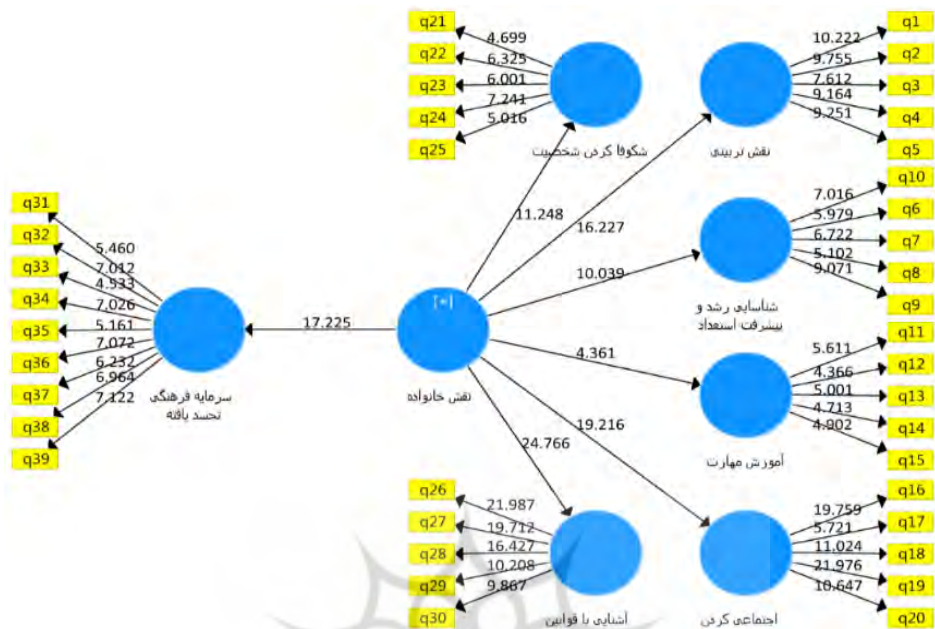 q21
q22
q23
q24
q25
4.699
6.325
6.001
7.241
5.016
شکوفا کردن شخصیت
q1
q2
q3
q4
q5
10.222
9.755
7.612
9.164
9.251
نقش تربیتی
q10
q6
q7
q8
q9
7.016
5.979
6.722
5.102
9.071
شناسایی رشد و
پیشرفت استعداد
q31
q32
q33
q34
q35
q36
q37
q38
q39
5.460
7.012
4.533
7.026
5.161
7.072
6.232
6.964
7.122
سرمایه فرهنگی
تجسد یافته
17.225
[+]
نقش خانواده
11.248
16.227
10.039
4.361
19.216
24.766
q11
q12
q13
q14
q15
5.611
4.366
5.001
4.713
4.902
آموزش مهارت
q26
q27
q28
q29
q30
21.987
19.712
16.427
10.208
9.867
آشنایی با قوانین
q16
q17
q18
q19
q20
19.759
5.721
11.024
21.976
10.647
اجتماعی کردن